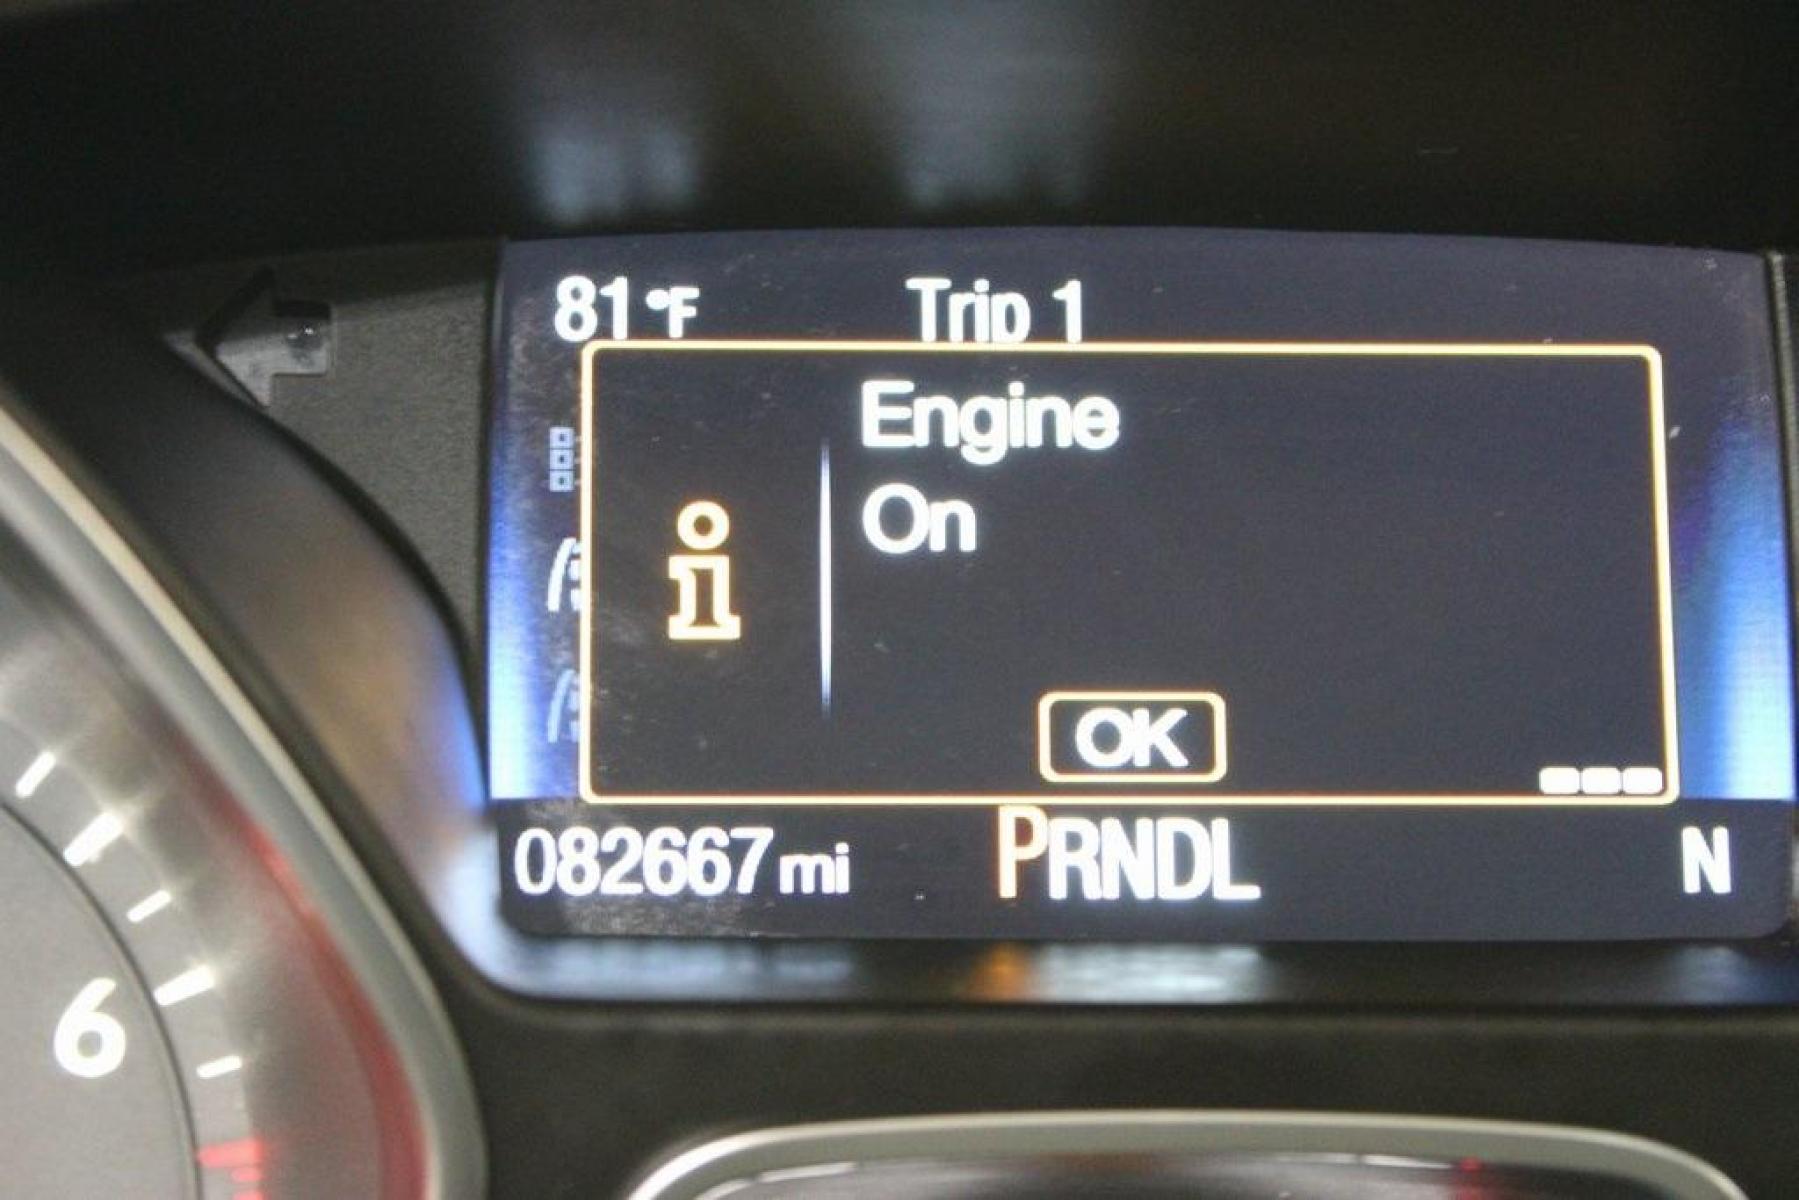 81°F Trip 1
Engine
On
OK
082667 mi PRNDL N
6